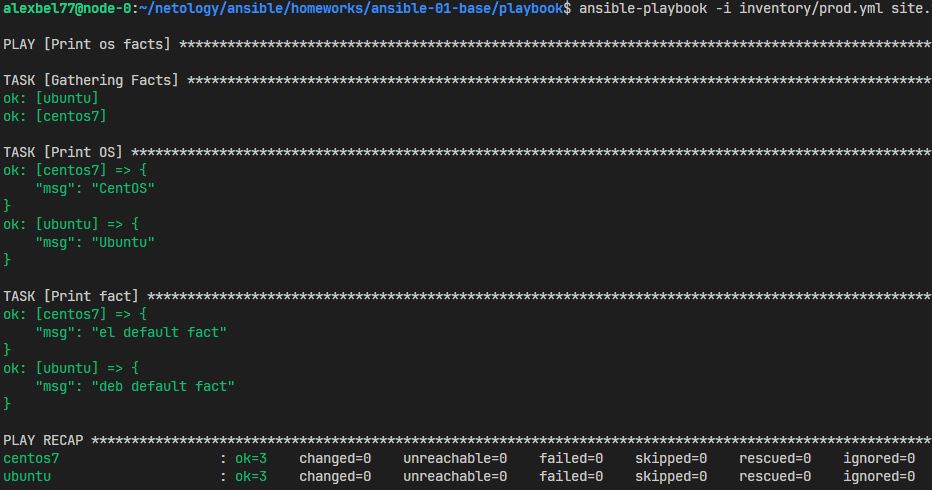 alexbel77@node-0:~/netology/ansible/homeworks/ansible-01-base/playbook$ ansible-playbook -i inventory/prod.yml site.
PLAY [Print os facts] **********************************************************************************************
TASK [Gathering Facts] *********************************************************************************************
ok: [ubuntu]
ok: [centos7]
TASK [Print OS] ****************************************************************************************************
ok: [centos7] => {
    "msg": "CentOS"
}
ok: [ubuntu] => {
    "msg": "Ubuntu"
}
TASK [Print fact] **************************************************************************************************
ok: [centos7] => {
    "msg": "el default fact"
}
ok: [ubuntu] => {
    "msg": "deb default fact"
}
PLAY RECAP *********************************************************************************************************
centos7                    : ok=3    changed=0    unreachable=0    failed=0    skipped=0    rescued=0    ignored=0
ubuntu                     : ok=3    changed=0    unreachable=0    failed=0    skipped=0    rescued=0    ignored=0